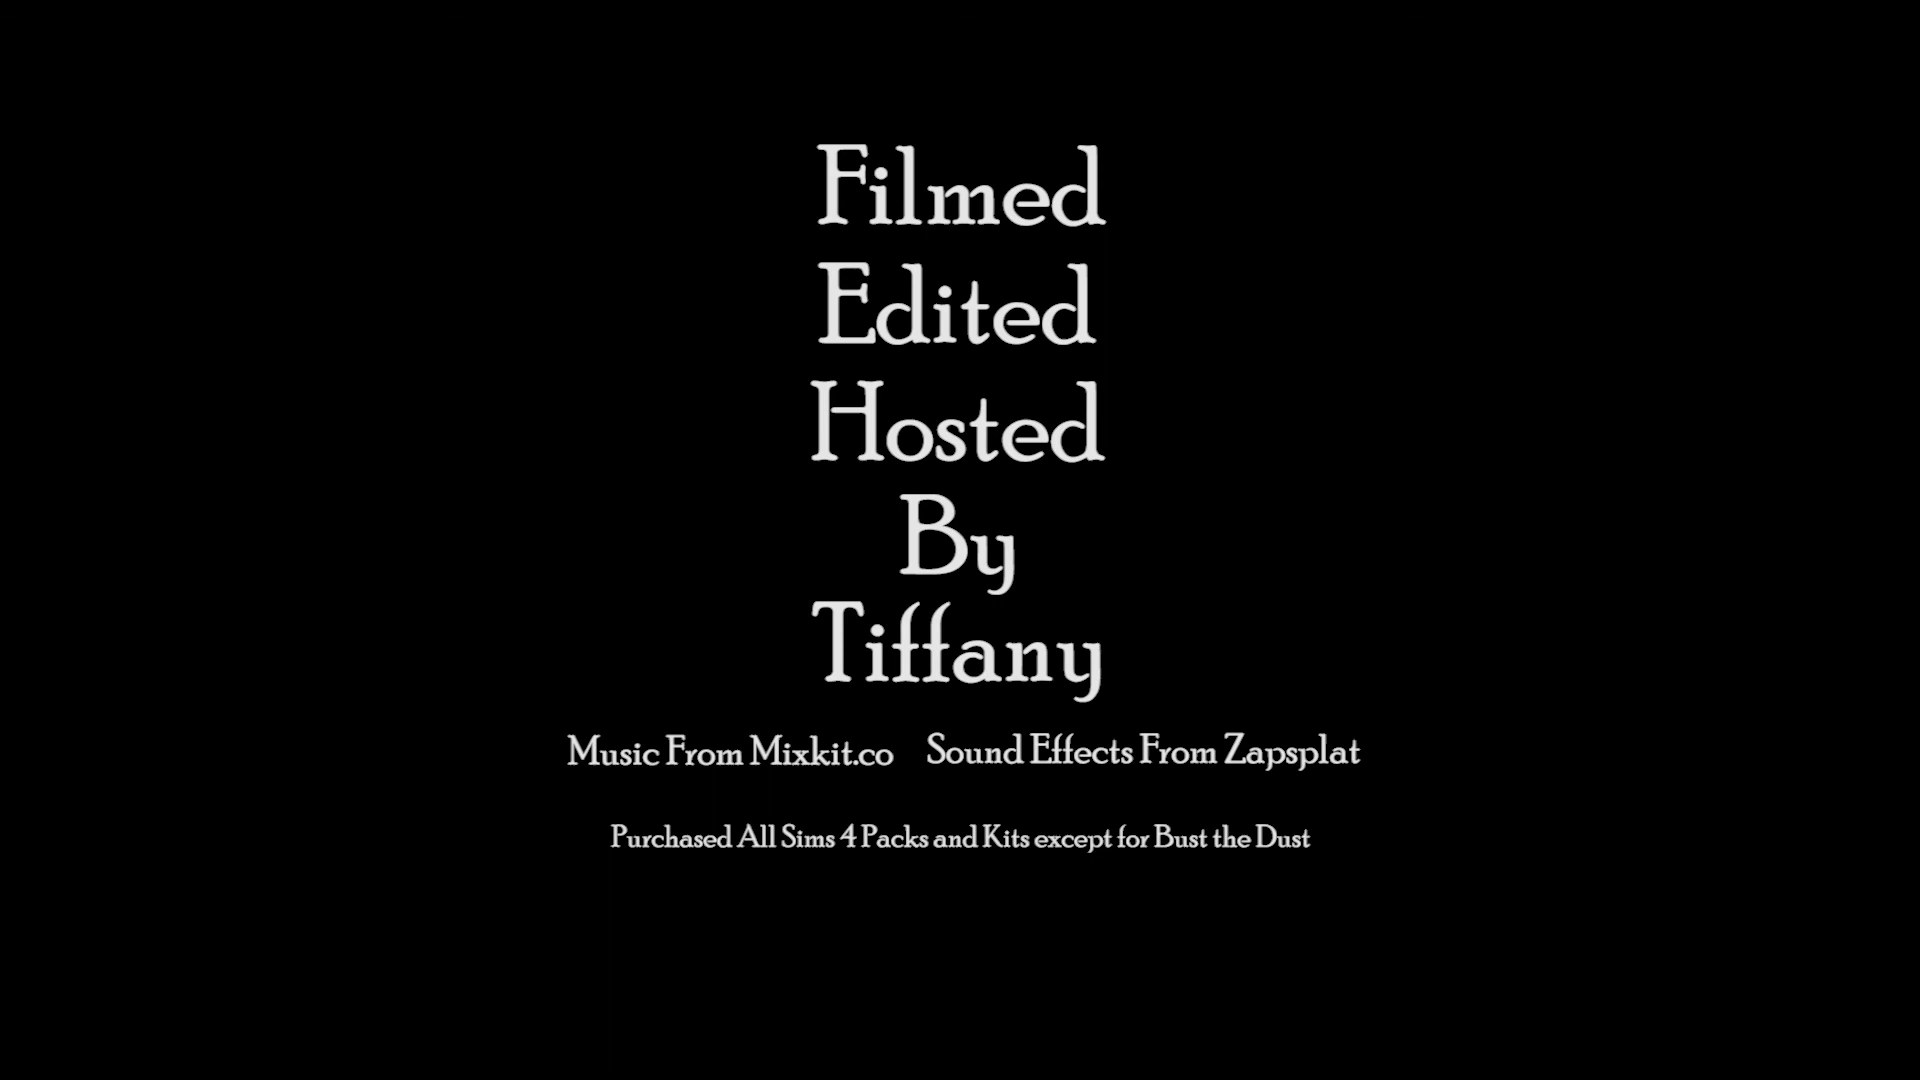 Filmed
Edited
Hosted
By
Tiffany
Music From Mixkit.co Sound Effects From Zapsplat
Purchased All Sims 4 Packs and Kits except for Bust the Dust